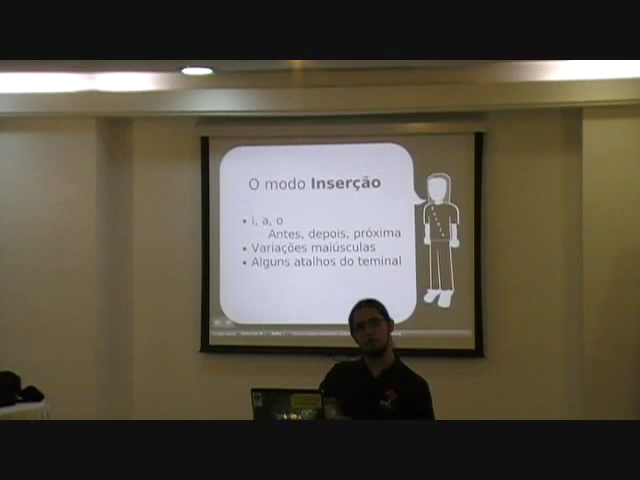 O modo Inserção
• i, a, o
Antes, depois, próxima
• Variações maiúsculas
• Alguns atalhos do teminal